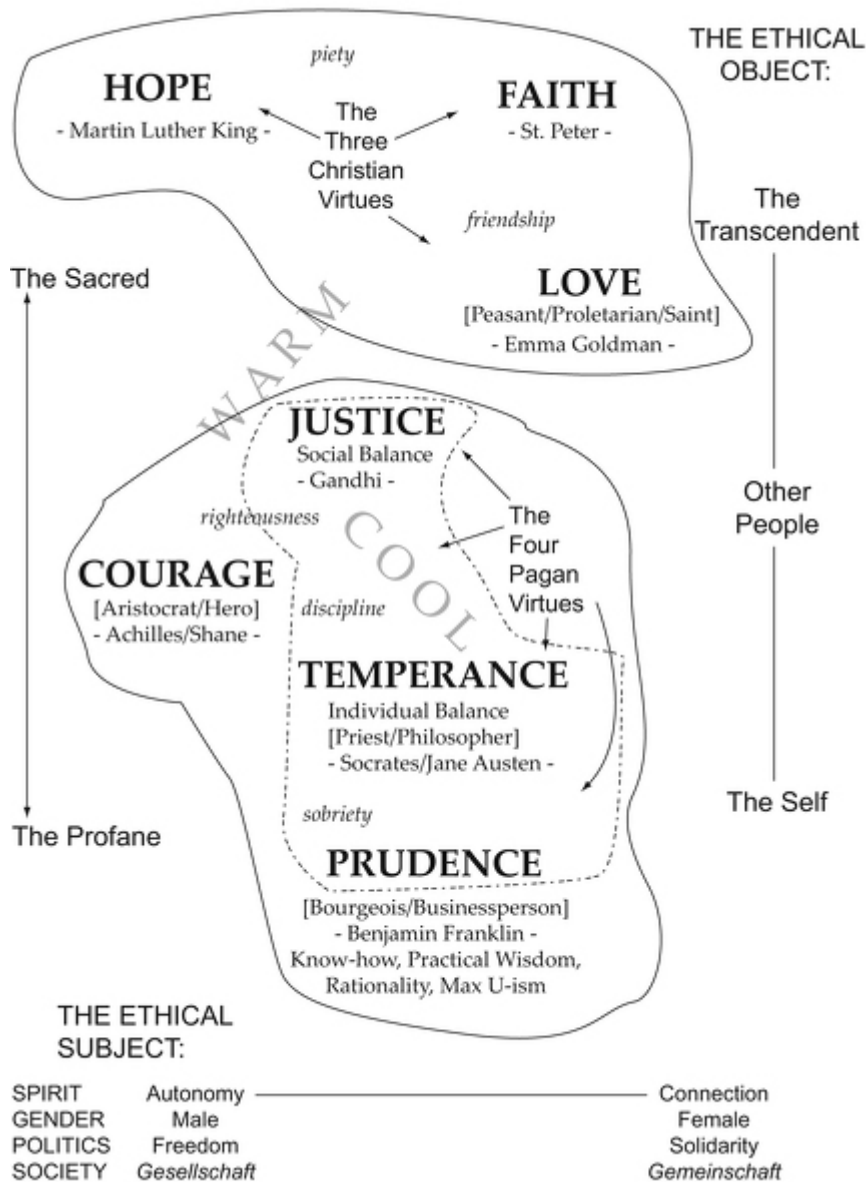 piety
THE ETHICAL
OBJECT:
HOPE
- Martin Luther King -
The
Three
Christian
Virtues
FAITH
- St. Peter -
friendship
The
Transcendent
The Sacred
LOVE
[Peasant/Proletarian/Saint]
- Emma Goldman -
WARM
JUSTICE
Social Balance
- Gandhi -
righteousness
COOL
The
Four
Pagan
Virtues
Other
People
COURAGE
[Aristocrat/Hero]
- Achilles/Shane -
discipline
TEMPERANCE
Individual Balance
[Priest/Philosopher]
- Socrates/Jane Austen -
The Self
sobriety
The Profane
PRUDENCE
[Bourgeois/Businessperson]
- Benjamin Franklin -
Know-how, Practical Wisdom,
Rationality, Max U-ism
THE ETHICAL
SUBJECT:
SPIRIT Autonomy Connection
GENDER Male Female
POLITICS Freedom Solidarity
SOCIETY Gesellschaft Gemeinschaft